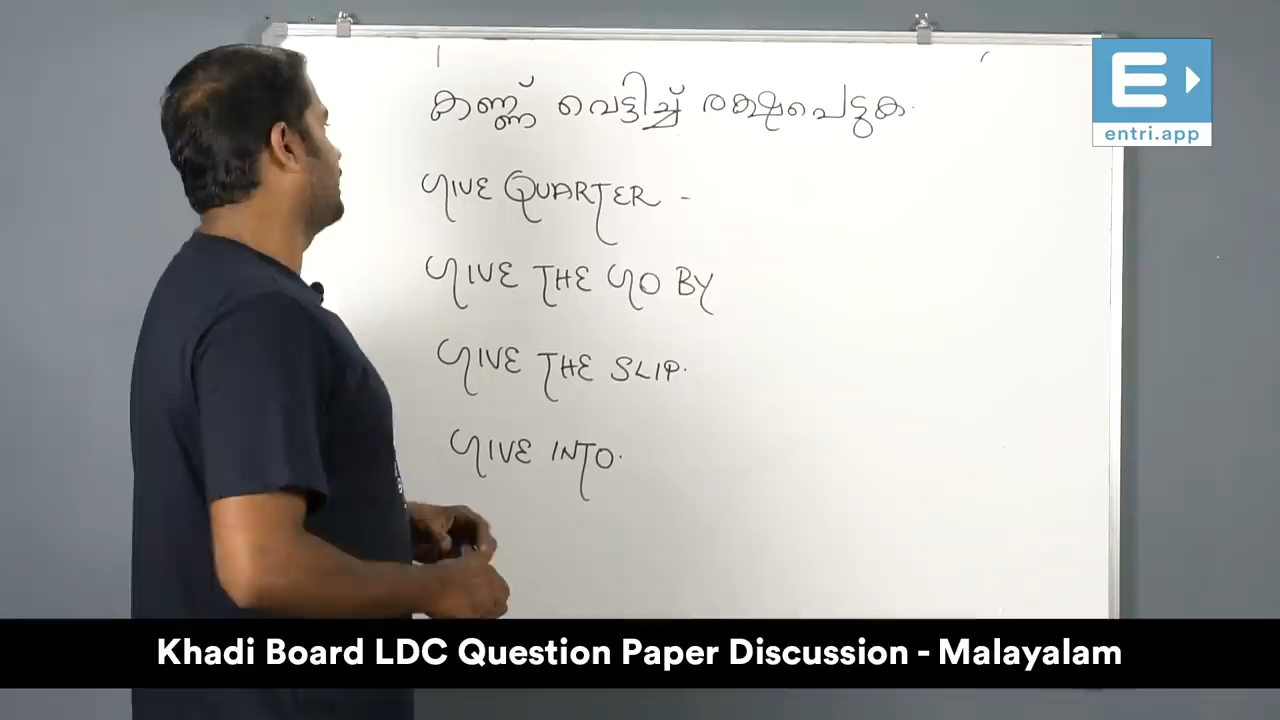 കണ്ണ് വെട്ടിച്ച് രക്ഷപെടുക.
GIVE QUARTER -
GIVE THE GO BY
GIVE THE SLIP.
GIVE INTO.
E
entri.app
Khadi Board LDC Question Paper Discussion - Malayalam